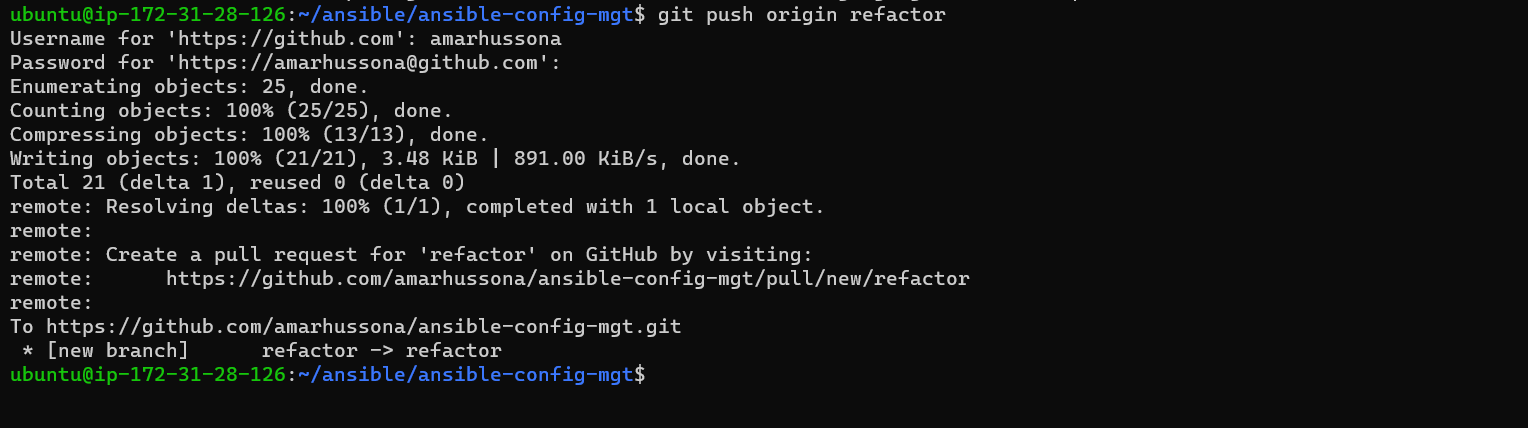 ubuntu@ip-172-31-28-126:~/ansible/ansible-config-mgt$ git push origin refactor
Username for 'https://github.com': amarhussona
Password for 'https://amarhussona@github.com':
Enumerating objects: 25, done.
Counting objects: 100% (25/25), done.
Compressing objects: 100% (13/13), done.
Writing objects: 100% (21/21), 3.48 KiB | 891.00 KiB/s, done.
Total 21 (delta 1), reused 0 (delta 0)
remote: Resolving deltas: 100% (1/1), completed with 1 local object.
remote:
remote: Create a pull request for 'refactor' on GitHub by visiting:
remote:      https://github.com/amarhussona/ansible-config-mgt/pull/new/refactor
remote:
To https://github.com/amarhussona/ansible-config-mgt.git
 * [new branch]      refactor -> refactor
ubuntu@ip-172-31-28-126:~/ansible/ansible-config-mgt$